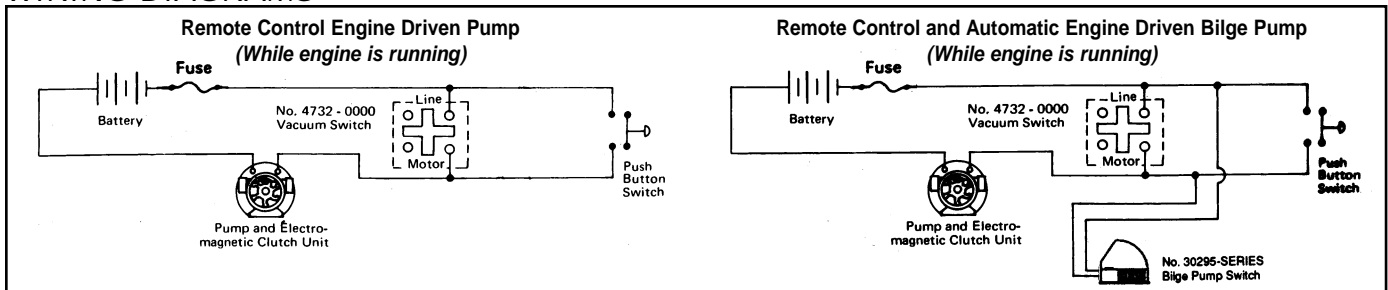 WIRING DIAGRAMS
Remote Control Engine Driven Pump
(While engine is running)
Fuse
Battery
No. 4732 - 0000
Vacuum Switch
Line
Motor
Push
Button
Switch
Pump and Electro-
magnetic Clutch Unit
Remote Control and Automatic Engine Driven Bilge Pump
(While engine is running)
Fuse
Battery
No. 4732 - 0000
Vacuum Switch
Line
Motor
Push
Button
Switch
Pump and Electro-
magnetic Clutch Unit
No. 30295-SERIES
Bilge Pump Switch